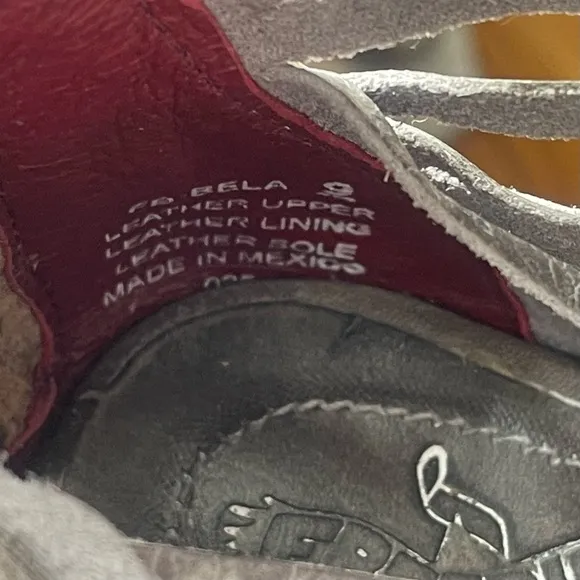 FB. BELA 9
LEATHER UPPER
LEATHER LINING
LEATHER SOLE
MADE IN MEXICO